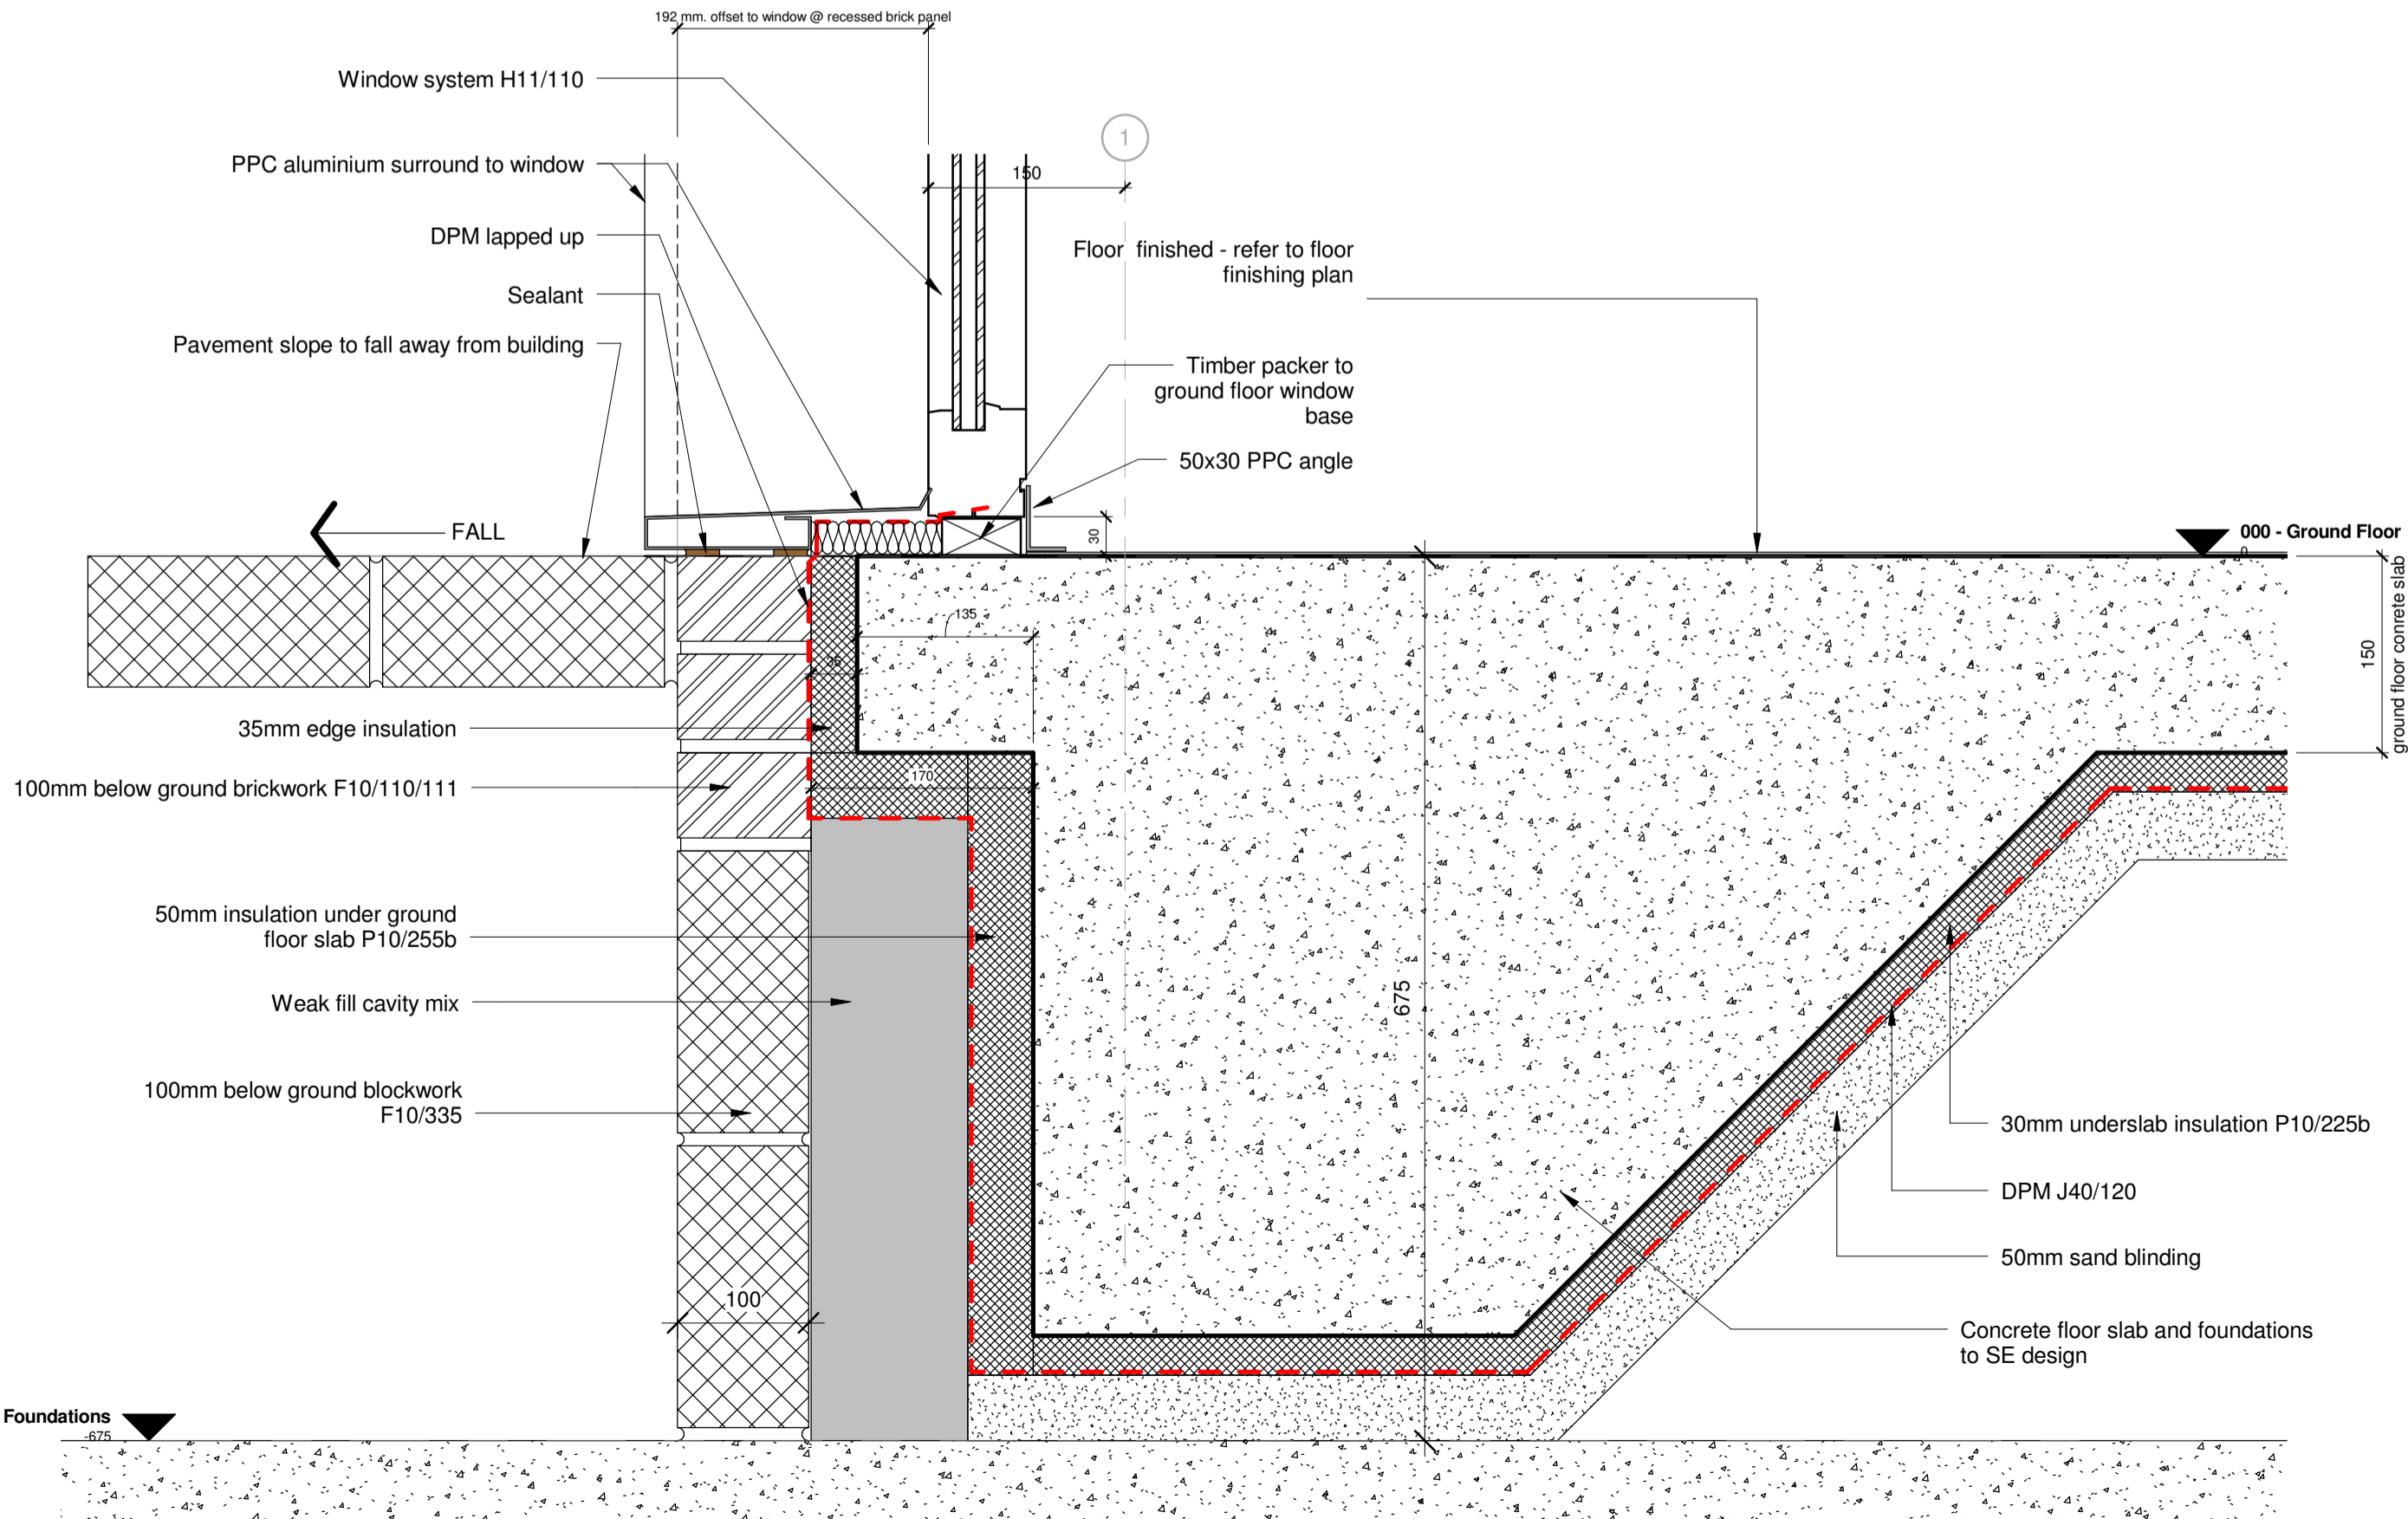 192 mm. offset to window @ recessed brick panel
Window system H11/110
1
PPC aluminium surround to window
150
DPM lapped up
Floor finished - refer to floor
finishing plan
Sealant
Pavement slope to fall away from building
Timber packer to
ground floor window
base
50x30 PPC angle
FALL
30
000 - Ground Floor
0
135
150
ground floor conrete slab
35
35mm edge insulation
170
100mm below ground brickwork F10/110/111
50mm insulation under ground
floor slab P10/255b
Weak fill cavity mix
675
100mm below ground blockwork
F10/335
30mm underslab insulation P10/225b
DPM J40/120
50mm sand blinding
100
Concrete floor slab and foundations
to SE design
Foundations
-675